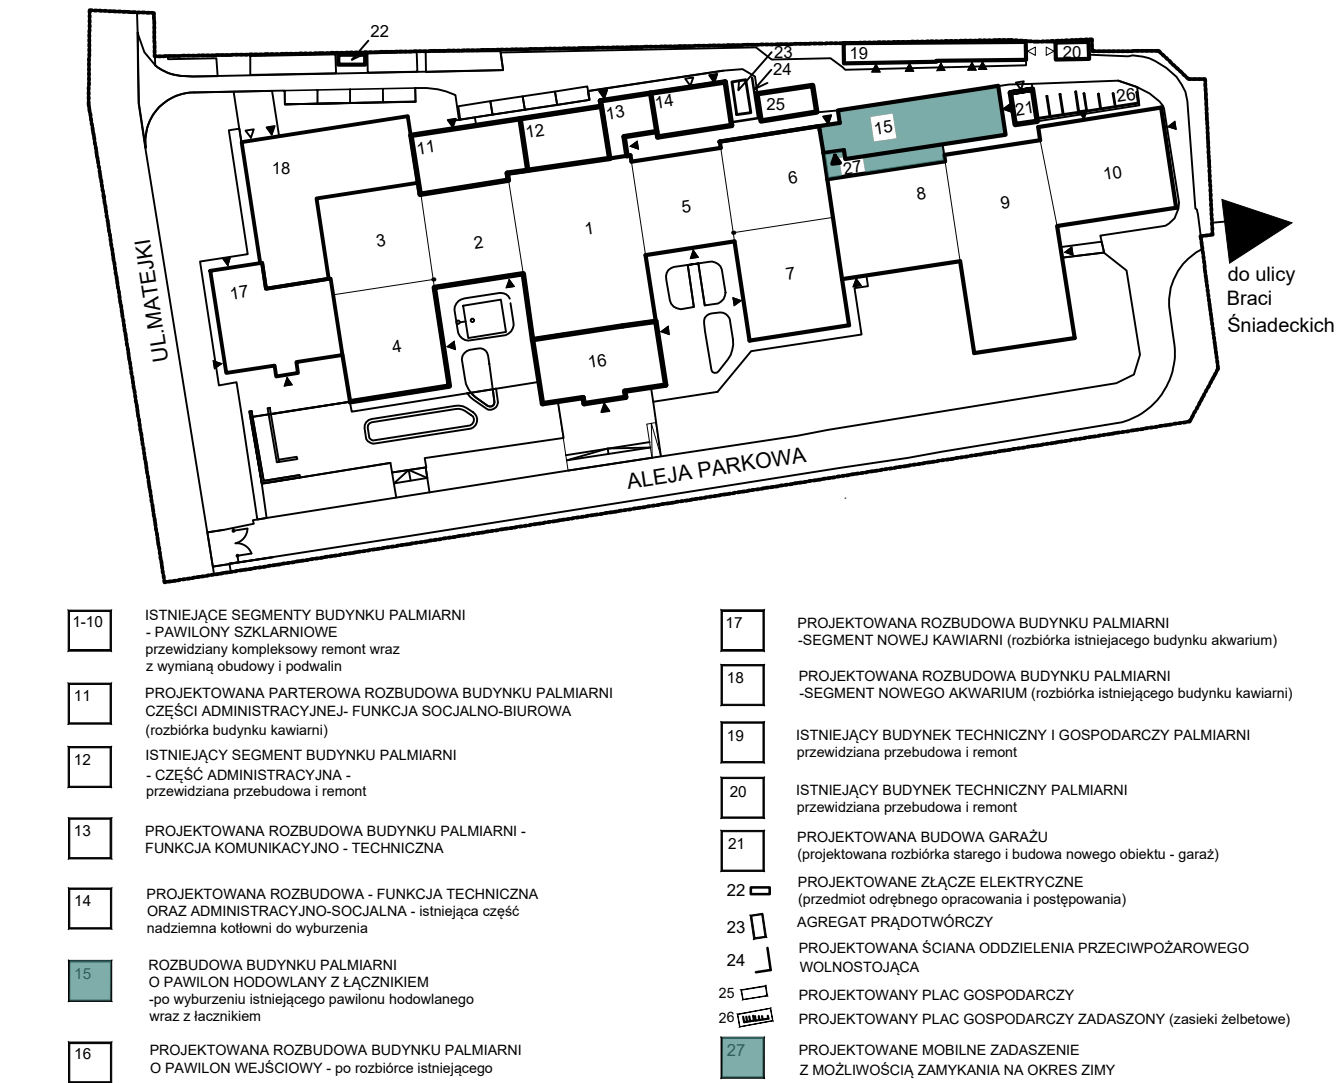 22
23
24
19
20
25
21
26
14
13
12
11
15
27
18
10
6
8
9
5
1
3
2
7
17
4
16
UL.MATEJKI
ALEJA PARKOWA
do ulicy
Braci
Śniadeckich
1-10
ISTNIEJĄCE SEGMENTY BUDYNKU PALMIARNI
- PAWILONY SZKLARNIOWE
przewidziany kompleksowy remont wraz
z wymianą obudowy i podwalin
11
PROJEKTOWANA PARTEROWA ROZBUDOWA BUDYNKU PALMIARNI
CZĘŚCI ADMINISTRACYJNEJ- FUNKCJA SOCJALNO-BIUROWA
(rozbiórka budynku kawiarni)
12
ISTNIEJĄCY SEGMENT BUDYNKU PALMIARNI
- CZĘŚĆ ADMINISTRACYJNA -
przewidziana przebudowa i remont
13
PROJEKTOWANA ROZBUDOWA BUDYNKU PALMIARNI -
FUNKCJA KOMUNIKACYJNO - TECHNICZNA
14
PROJEKTOWANA ROZBUDOWA - FUNKCJA TECHNICZNA
ORAZ ADMINISTRACYJNO-SOCJALNA - istniejąca część
nadziemna kotłowni do wyburzenia
15
ROZBUDOWA BUDYNKU PALMIARNI
O PAWILON HODOWLANY Z ŁĄCZNIKIEM
-po wyburzeniu istniejącego pawilonu hodowlanego
wraz z łacznikiem
16
PROJEKTOWANA ROZBUDOWA BUDYNKU PALMIARNI
O PAWILON WEJŚCIOWY - po rozbiórce istniejącego
17
PROJEKTOWANA ROZBUDOWA BUDYNKU PALMIARNI
-SEGMENT NOWEJ KAWIARNI (rozbiórka istniejacego budynku akwarium)
18
PROJEKTOWANA ROZBUDOWA BUDYNKU PALMIARNI
-SEGMENT NOWEGO AKWARIUM (rozbiórka istniejącego budynku kawiarni)
19
ISTNIEJĄCY BUDYNEK TECHNICZNY I GOSPODARCZY PALMIARNI
przewidziana przebudowa i remont
20
ISTNIEJĄCY BUDYNEK TECHNICZNY PALMIARNI
przewidziana przebudowa i remont
21
PROJEKTOWANA BUDOWA GARAŻU
(projektowana rozbiórka starego i budowa nowego obiektu - garaż)
22
PROJEKTOWANE ZŁĄCZE ELEKTRYCZNE
(przedmiot odrębnego opracowania i postępowania)
23
AGREGAT PRĄDOTWÓRCZY
24
PROJEKTOWANA ŚCIANA ODDZIELENIA PRZECIWPOŻAROWEGO
WOLNOSTOJĄCA
25
PROJEKTOWANY PLAC GOSPODARCZY
26
PROJEKTOWANY PLAC GOSPODARCZY ZADASZONY (zasieki żelbetowe)
27
PROJEKTOWANE MOBILNE ZADASZENIE
Z MOŻLIWOŚCIĄ ZAMYKANIA NA OKRES ZIMY